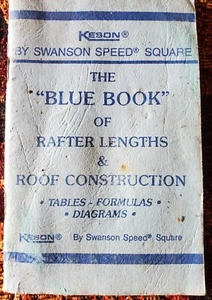 KESON®
BY SWANSON SPEED® SQUARE
THE
"BLUE BOOK"
OF
RAFTER LENGTHS
&
ROOF CONSTRUCTION
• TABLES - FORMULAS •
• DIAGRAMS •
KESON® By Swanson Speed® Square